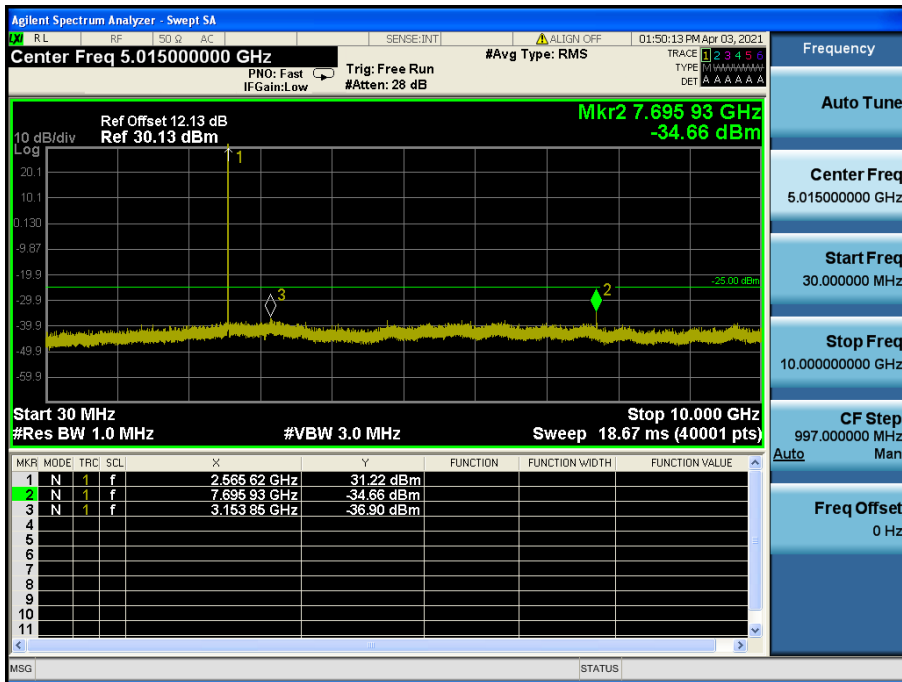 Agilent Spectrum Analyzer - Swept SA
LXI RL RF 50 Ω AC SENSE:INT ALIGN OFF 01:50:13 PM Apr 03, 2021
Center Freq 5.015000000 GHz
PNO: Fast
IFGain:Low
Trig: Free Run
#Atten: 28 dB
#Avg Type: RMS
TRACE 1 2 3 4 5 6
TYPE MWWWWW
DET A A A A A A
Mkr2 7.695 93 GHz
-34.66 dBm
Ref Offset 12.13 dB
10 dB/div Ref 30.13 dBm
Log
20.1
10.1
0.130
-9.87
-19.9
-29.9
-39.9
-49.9
-59.9
1
3
2
-25.00 dBm
Start 30 MHz Stop 10.000 GHz
#Res BW 1.0 MHz #VBW 3.0 MHz Sweep 18.67 ms (40001 pts)
MKR MODE TRC SCL X Y FUNCTION FUNCTION WIDTH FUNCTION VALUE
1 N 1 f 2.565 62 GHz 31.22 dBm
2 N 1 f 7.695 93 GHz -34.66 dBm
3 N 1 f 3.153 85 GHz -36.90 dBm
4
5
6
7
8
9
10
11
MSG STATUS
Frequency
Auto Tune
Center Freq
5.015000000 GHz
Start Freq
30.000000 MHz
Stop Freq
10.000000000 GHz
CF Step
997.000000 MHz
Auto Man
Freq Offset
0 Hz